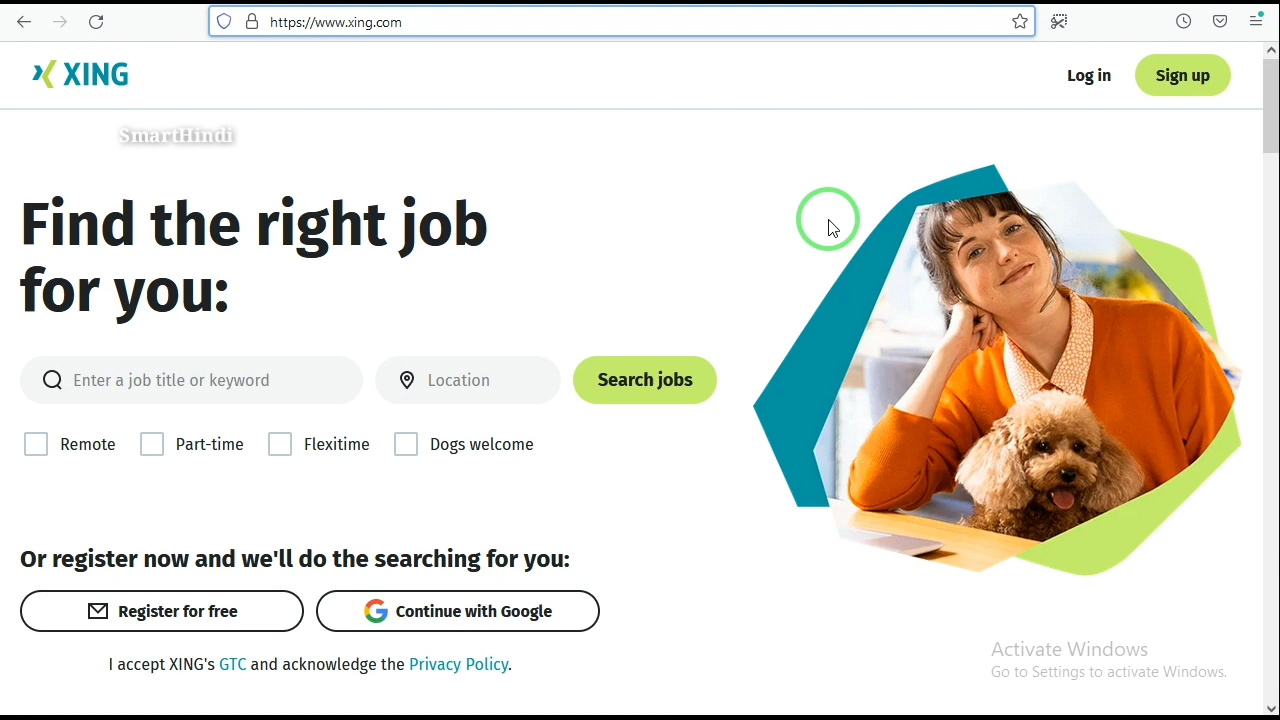 https://www.xing.com
XING
Log in
Sign up
SmartHindi
Find the right job
for you:
Enter a job title or keyword
Location
Search jobs
Remote
Part-time
Flexitime
Dogs welcome
Or register now and we'll do the searching for you:
Register for free
Continue with Google
I accept XING's GTC and acknowledge the Privacy Policy.
Activate Windows
Go to Settings to activate Windows.